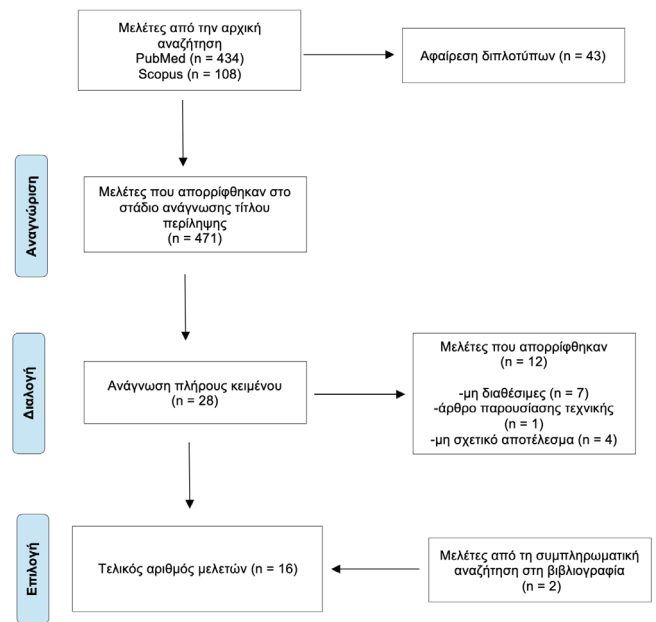 Μελέτες από την αρχική
αναζήτηση
PubMed (n = 434)
Scopus (n = 108)
Αφαίρεση διπλοτύπων (n = 43)
Αναγνώριση
Μελέτες που απορρίφθηκαν στο
στάδιο ανάγνωσης τίτλου
περίληψης
(n = 471)
Διαλογή
Ανάγνωση πλήρους κειμένου
(n = 28)
Μελέτες που απορρίφθηκαν
(n = 12)
-μη διαθέσιμες (n = 7)
-άρθρο παρουσίασης τεχνικής
(n = 1)
-μη σχετικό αποτέλεσμα (n = 4)
Επιλογή
Τελικός αριθμός μελετών (n = 16)
Μελέτες από τη συμπληρωματική
αναζήτηση στη βιβλιογραφία
(n = 2)